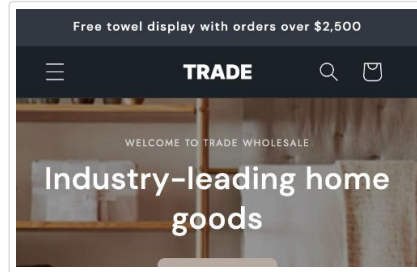 Free towel display with orders over $2,500
TRADE
WELCOME TO TRADE WHOLESALE
Industry-leading home
goods